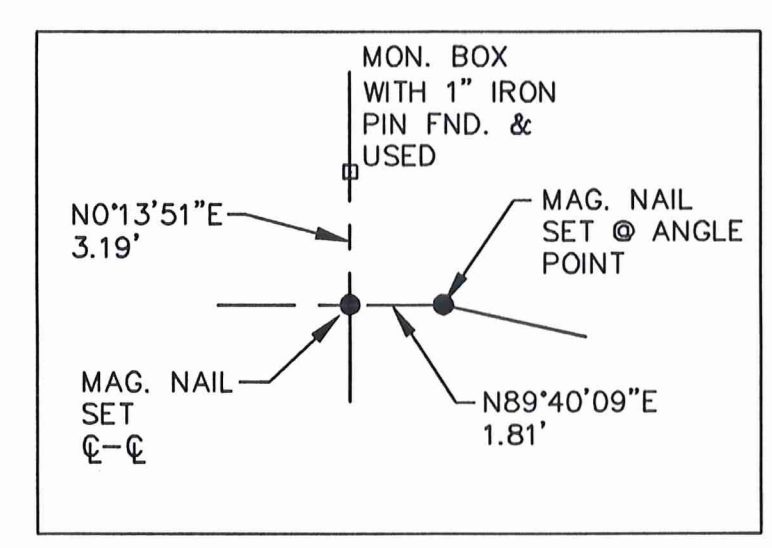 MON. BOX
WITH 1" IRON
PIN FND. &
USED
N0°13'51"E
3.19'
MAG. NAIL
SET @ ANGLE
POINT
MAG. NAIL
SET
℄-℄
N89°40'09"E
1.81'